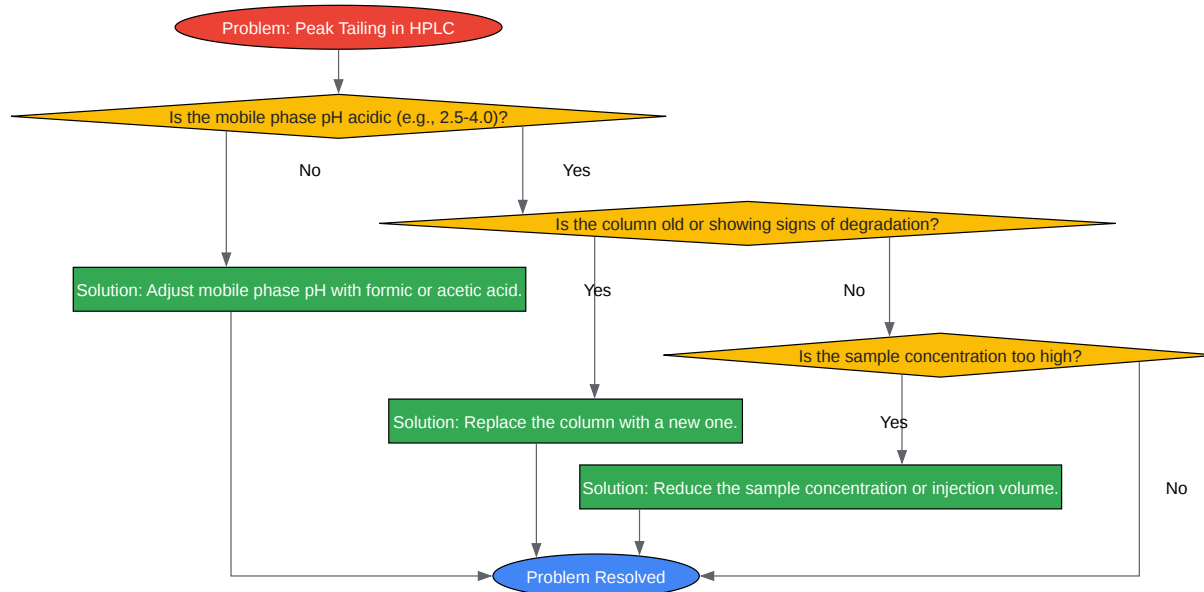 Problem: Peak Tailing in HPLC
Is the mobile phase pH acidic (e.g., 2.5-4.0)?
No
Yes
Is the column old or showing signs of degradation?
Solution: Adjust mobile phase pH with formic or acetic acid.
Yes
No
Is the sample concentration too high?
Solution: Replace the column with a new one.
Yes
Solution: Reduce the sample concentration or injection volume.
No
Problem Resolved